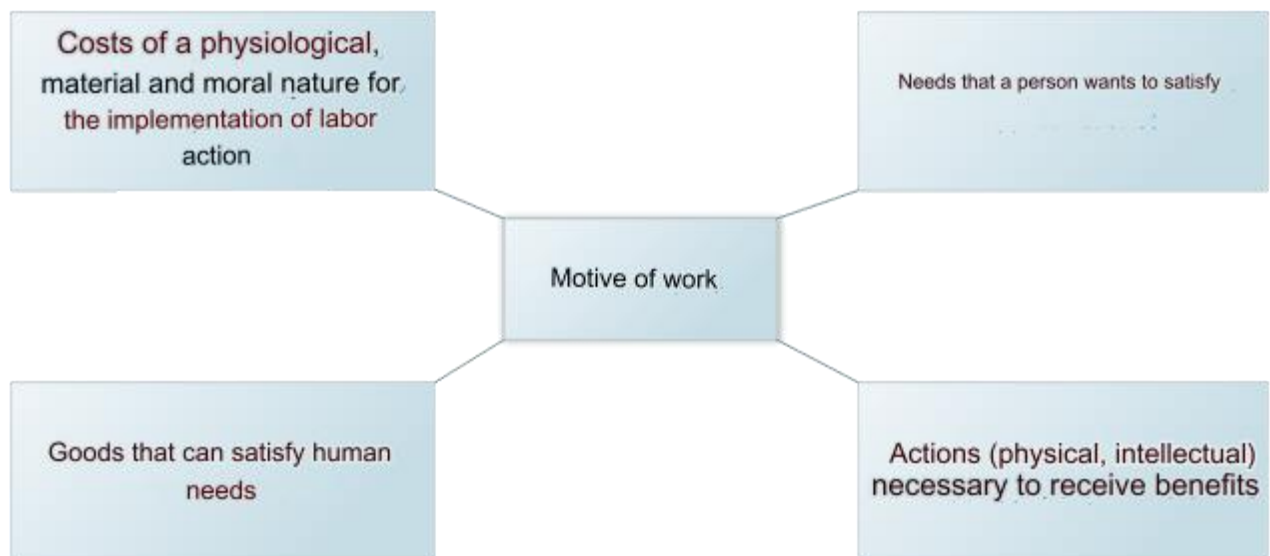 Costs of a physiological,
material and moral nature for
the implementation of labor
action
Needs that a person wants to satisfy
Motive of work
Goods that can satisfy human
needs
Actions (physical, intellectual)
necessary to receive benefits